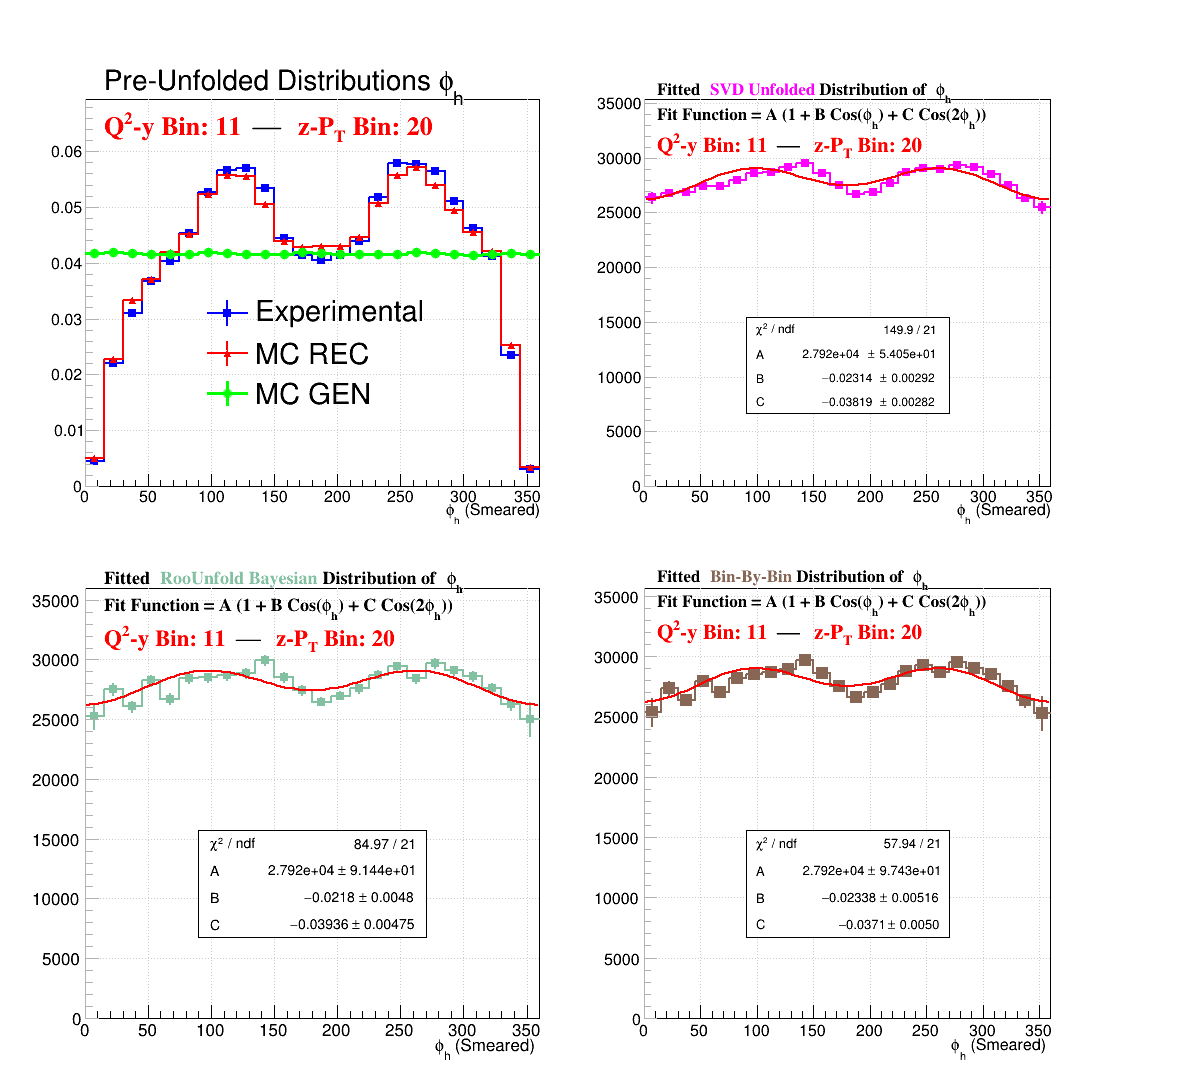 Pre-Unfolded Distributions ϕh
Q²-y Bin: 11 — z-PT Bin: 20
0.06
0.05
0.04
0.03
0.02
0.01
0
Experimental
MC REC
MC GEN
0 50 100 150 200 250 300 350
ϕh (Smeared)
Fitted SVD Unfolded Distribution of ϕh
Fit Function = A (1 + B Cos(ϕh) + C Cos(2ϕh))
Q²-y Bin: 11 — z-PT Bin: 20
35000
30000
25000
20000
15000
10000
5000
0
χ² / ndf 149.9 / 21
A 2.792e+04 ± 5.405e+01
B −0.02314 ± 0.00292
C −0.03819 ± 0.00282
0 50 100 150 200 250 300 350
ϕh (Smeared)
Fitted RooUnfold Bayesian Distribution of ϕh
Fit Function = A (1 + B Cos(ϕh) + C Cos(2ϕh))
Q²-y Bin: 11 — z-PT Bin: 20
35000
30000
25000
20000
15000
10000
5000
0
χ² / ndf 84.97 / 21
A 2.792e+04 ± 9.144e+01
B −0.0218 ± 0.0048
C −0.03936 ± 0.00475
0 50 100 150 200 250 300 350
ϕh (Smeared)
Fitted Bin-By-Bin Distribution of ϕh
Fit Function = A (1 + B Cos(ϕh) + C Cos(2ϕh))
Q²-y Bin: 11 — z-PT Bin: 20
35000
30000
25000
20000
15000
10000
5000
0
χ² / ndf 57.94 / 21
A 2.792e+04 ± 9.743e+01
B −0.02338 ± 0.00516
C −0.0371 ± 0.0050
0 50 100 150 200 250 300 350
ϕh (Smeared)